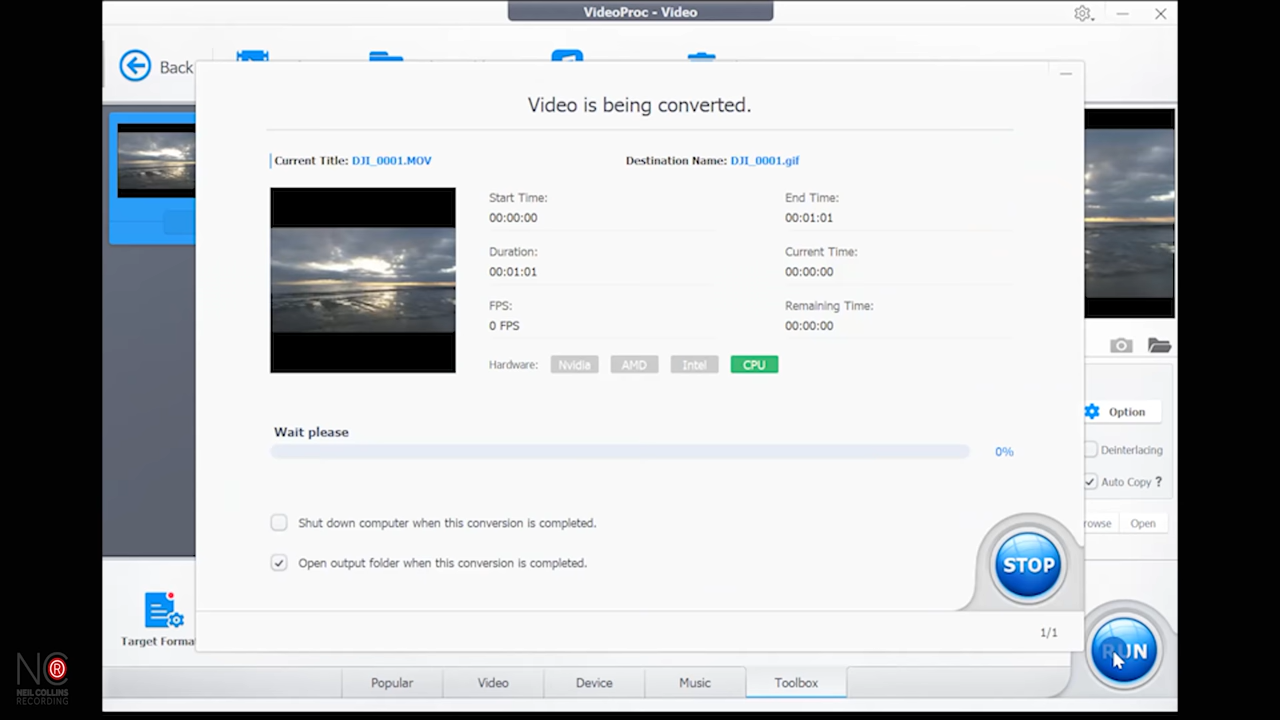 VideoProc - Video
Back
Video is being converted.
Current Title: DJI_0001.MOV
Destination Name: DJI_0001.gif
Start Time:
00:00:00
End Time:
00:01:01
Duration:
00:01:01
Current Time:
00:00:00
FPS:
0 FPS
Remaining Time:
00:00:00
Hardware: Nvidia AMD Intel CPU
Option
Wait please
0%
Deinterlacing
Auto Copy ?
Shut down computer when this conversion is completed.
rowse Open
Open output folder when this conversion is completed.
STOP
Target Forma
1/1
RUN
NC R
NEIL COLLINS
RECORDING
Popular Video Device Music Toolbox